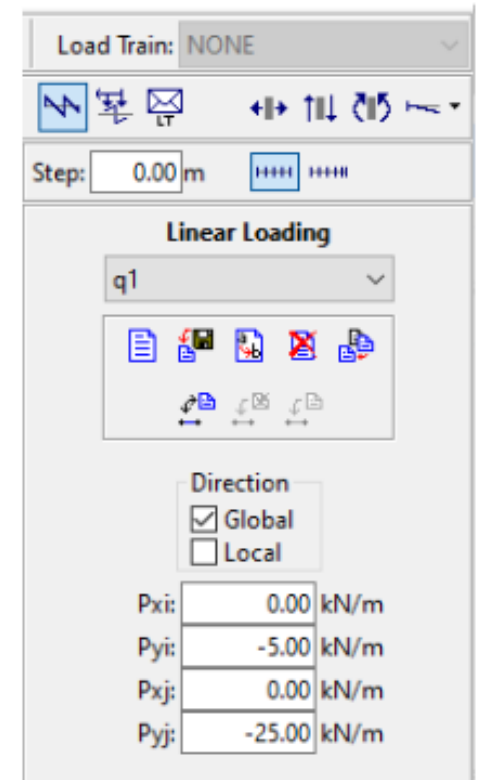 Load Train: NONE
LT
Step: 0.00 m
Linear Loading
q1
a
b
Direction
Global
Local
Pxi: 0.00 kN/m
Pyi: -5.00 kN/m
Pxj: 0.00 kN/m
Pyj: -25.00 kN/m